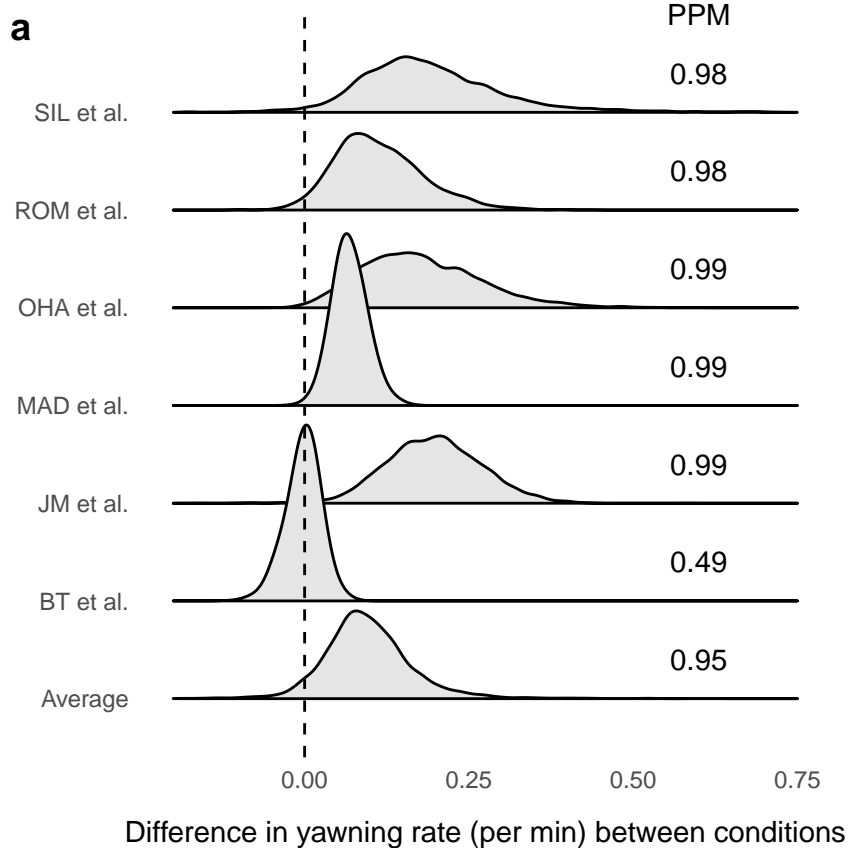 a
PPM
SIL et al. 0.98
ROM et al. 0.98
OHA et al. 0.99
MAD et al. 0.99
JM et al. 0.99
BT et al. 0.49
Average 0.95
0.00 0.25 0.50 0.75
Difference in yawning rate (per min) between conditions